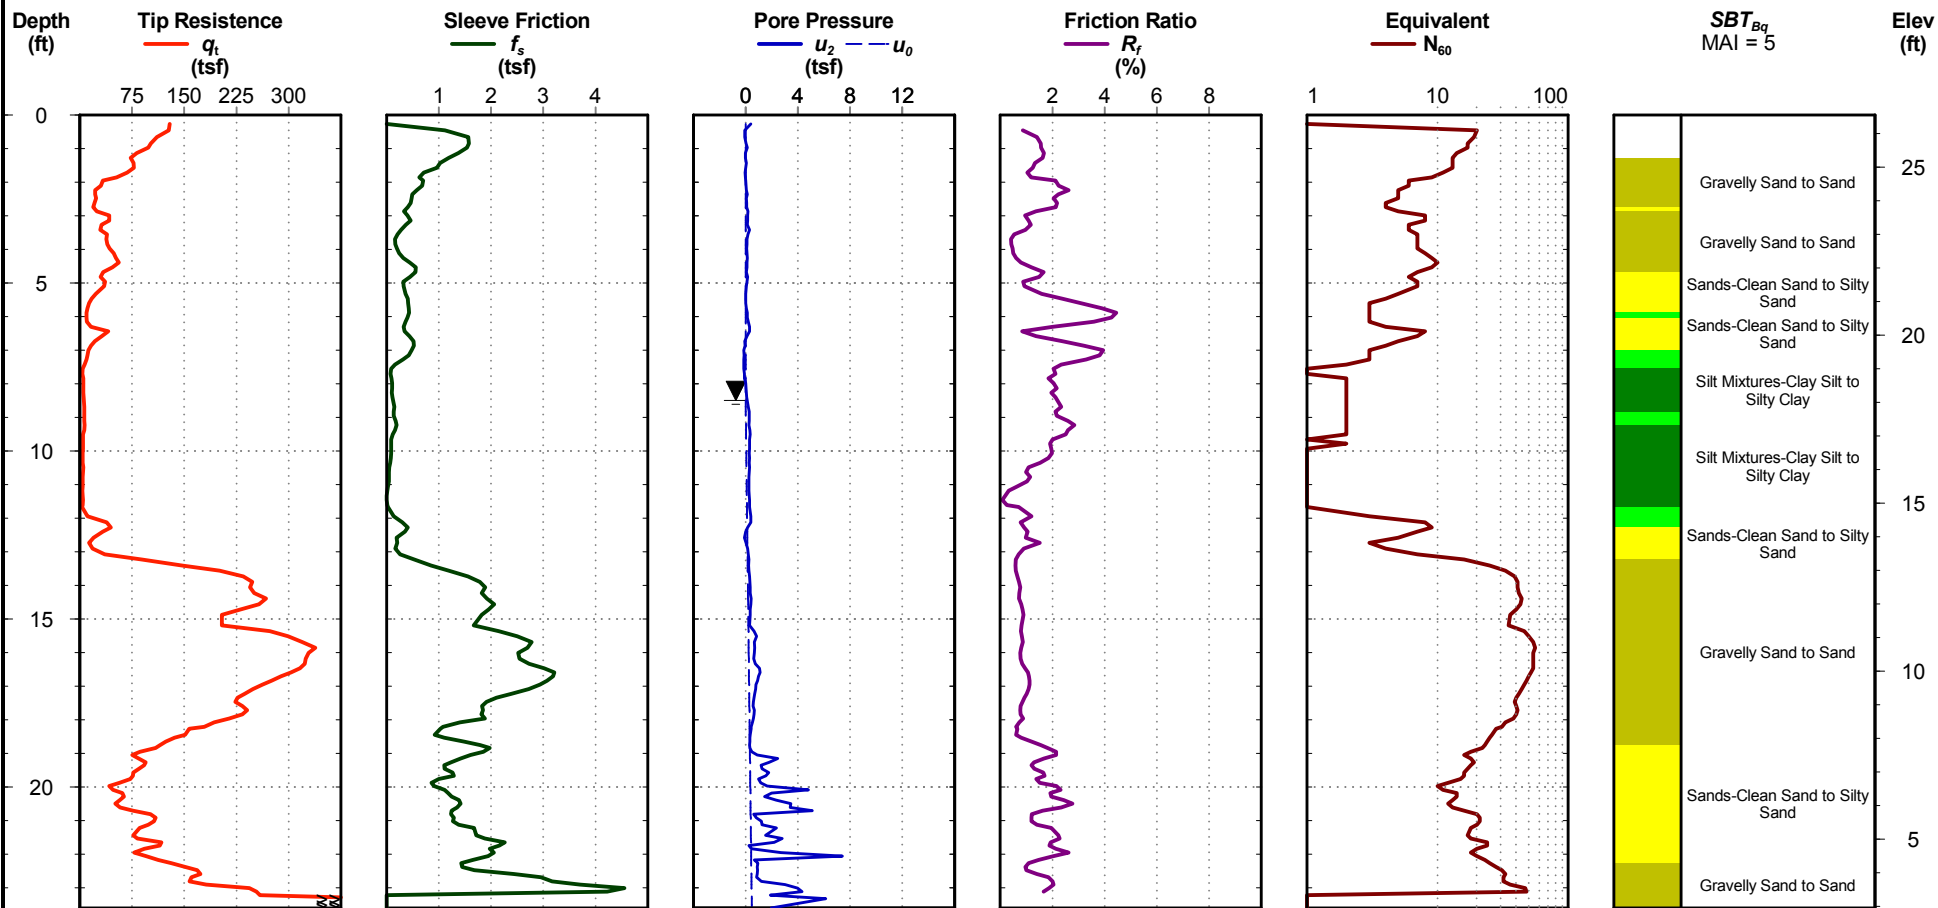 Depth
(ft)
Tip Resistence
qt
(tsf)
Sleeve Friction
fs
(tsf)
Pore Pressure
u2 u0
(tsf)
Friction Ratio
Rf
(%)
Equivalent
N60
SBTBq
MAI = 5
Elev
(ft)
75 150 225 300
1 2 3 4
0 4 8 12
2 4 6 8
1 10 100
0
5
10
15
20
Gravelly Sand to Sand
Gravelly Sand to Sand
Sands-Clean Sand to Silty
Sand
Sands-Clean Sand to Silty
Sand
Silt Mixtures-Clay Silt to
Silty Clay
Silt Mixtures-Clay Silt to
Silty Clay
Sands-Clean Sand to Silty
Sand
Gravelly Sand to Sand
Sands-Clean Sand to Silty
Sand
Gravelly Sand to Sand
25
20
15
10
5